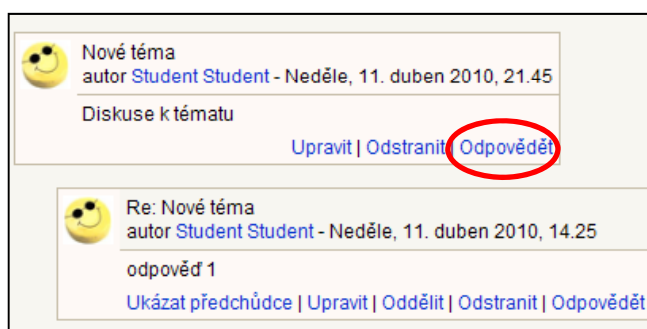 Nové téma
autor Student Student - Neděle, 11. duben 2010, 21.45
Diskuse k tématu
Upravit | Odstranit | Odpovědět
Re: Nové téma
autor Student Student - Neděle, 11. duben 2010, 14.25
odpověď 1
Ukázat předchůdce | Upravit | Oddělit | Odstranit | Odpovědět